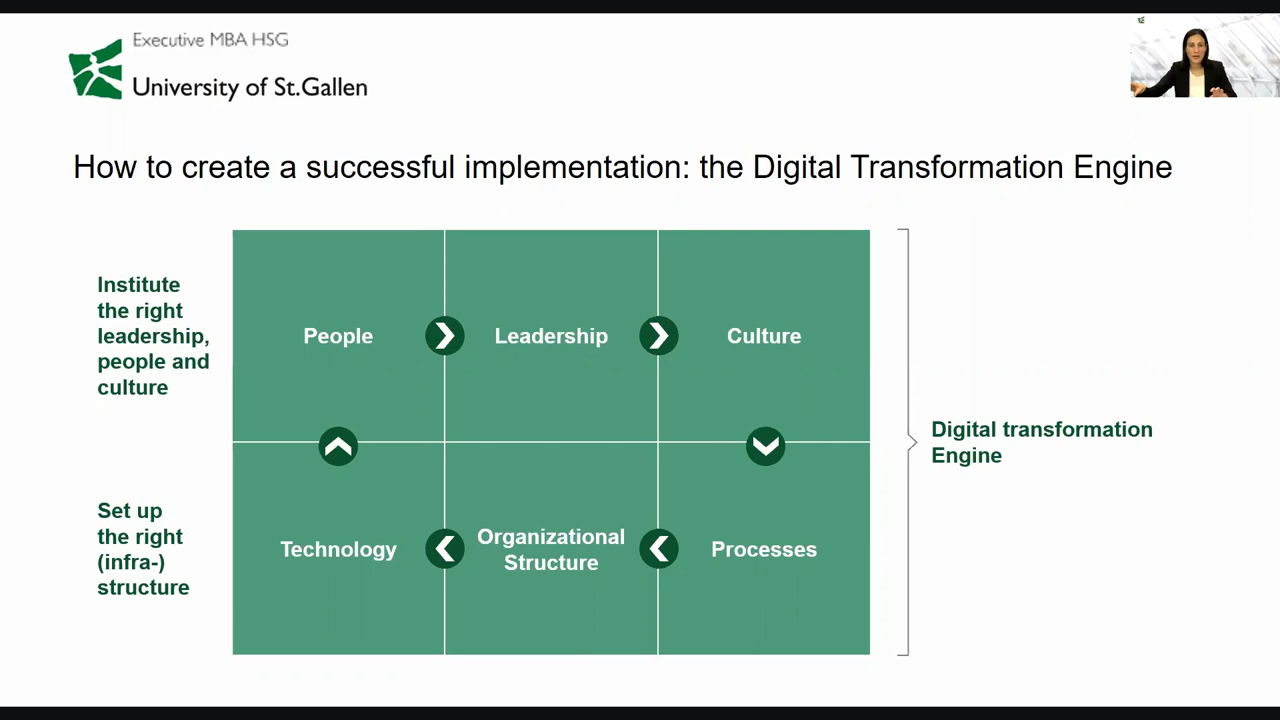 Executive MBA HSG
University of St.Gallen
How to create a successful implementation: the Digital Transformation Engine
Institute
the right
leadership,
people and
culture
People
Leadership
Culture
Digital transformation
Engine
Set up
the right
(infra-)
structure
Technology
Organizational
Structure
Processes